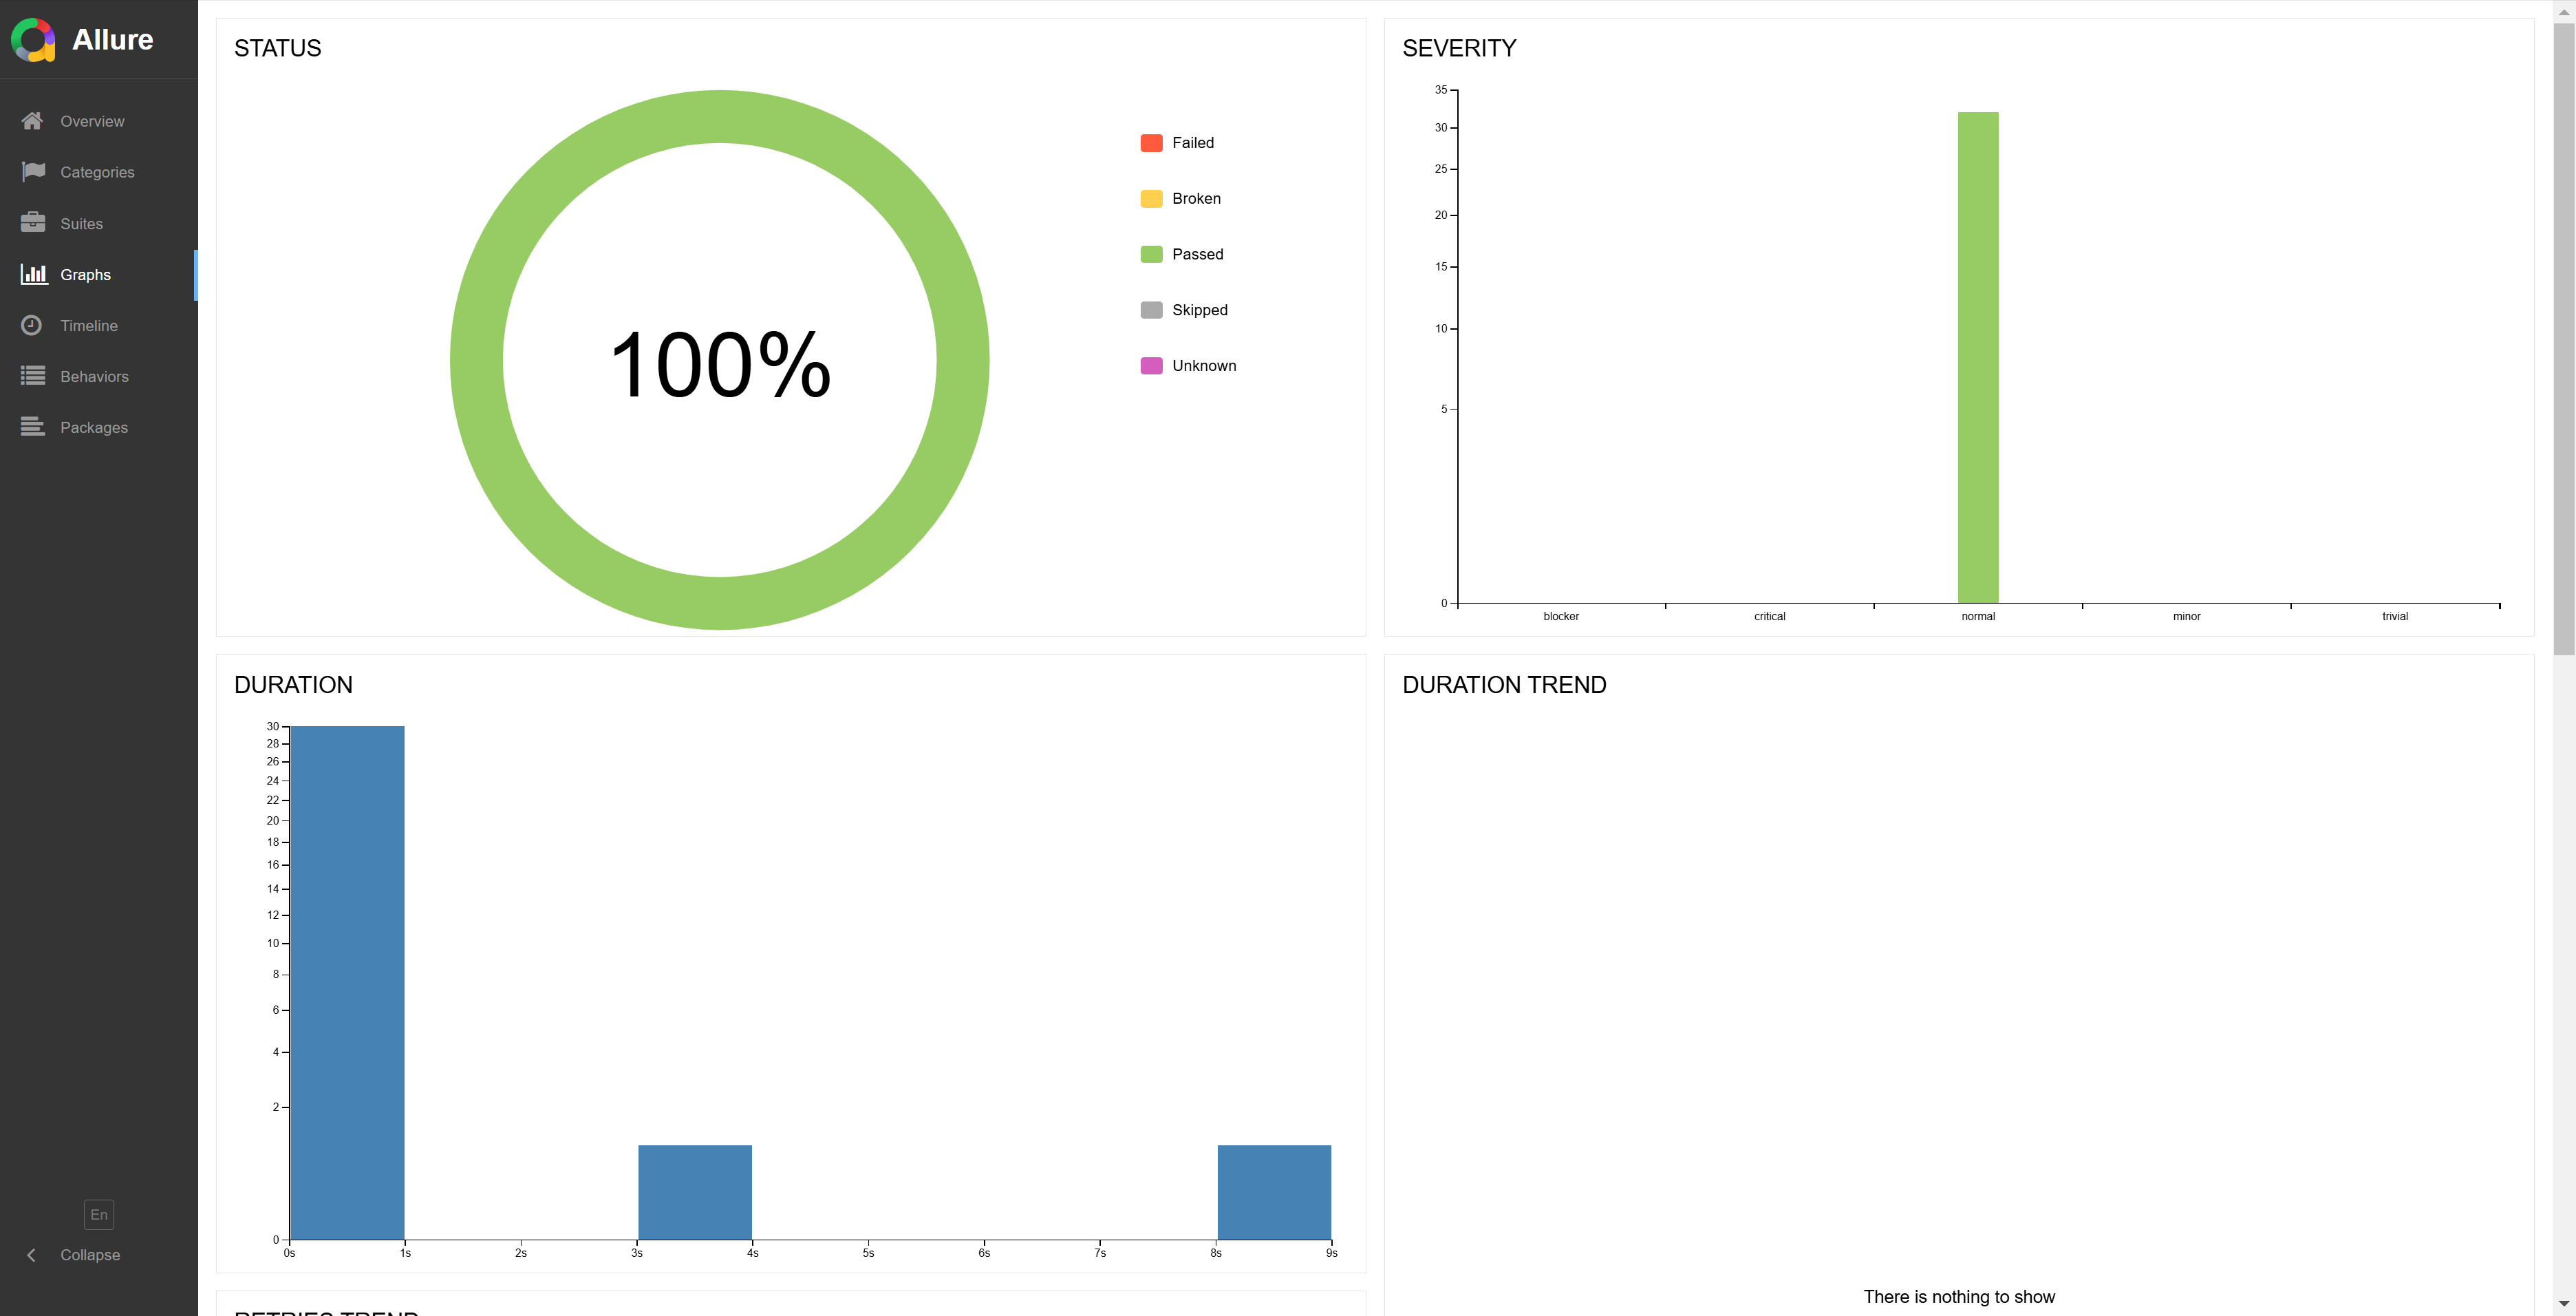 Allure
Overview
Categories
Suites
Graphs
Timeline
Behaviors
Packages
En
Collapse
STATUS
100%
Failed
Broken
Passed
Skipped
Unknown
SEVERITY
35
30
25
20
15
10
5
0
blocker critical normal minor trivial
DURATION
30
28
26
24
22
20
18
16
14
12
10
8
6
4
2
0
0s 1s 2s 3s 4s 5s 6s 7s 8s 9s
DURATION TREND
There is nothing to show
RETRIES TREND